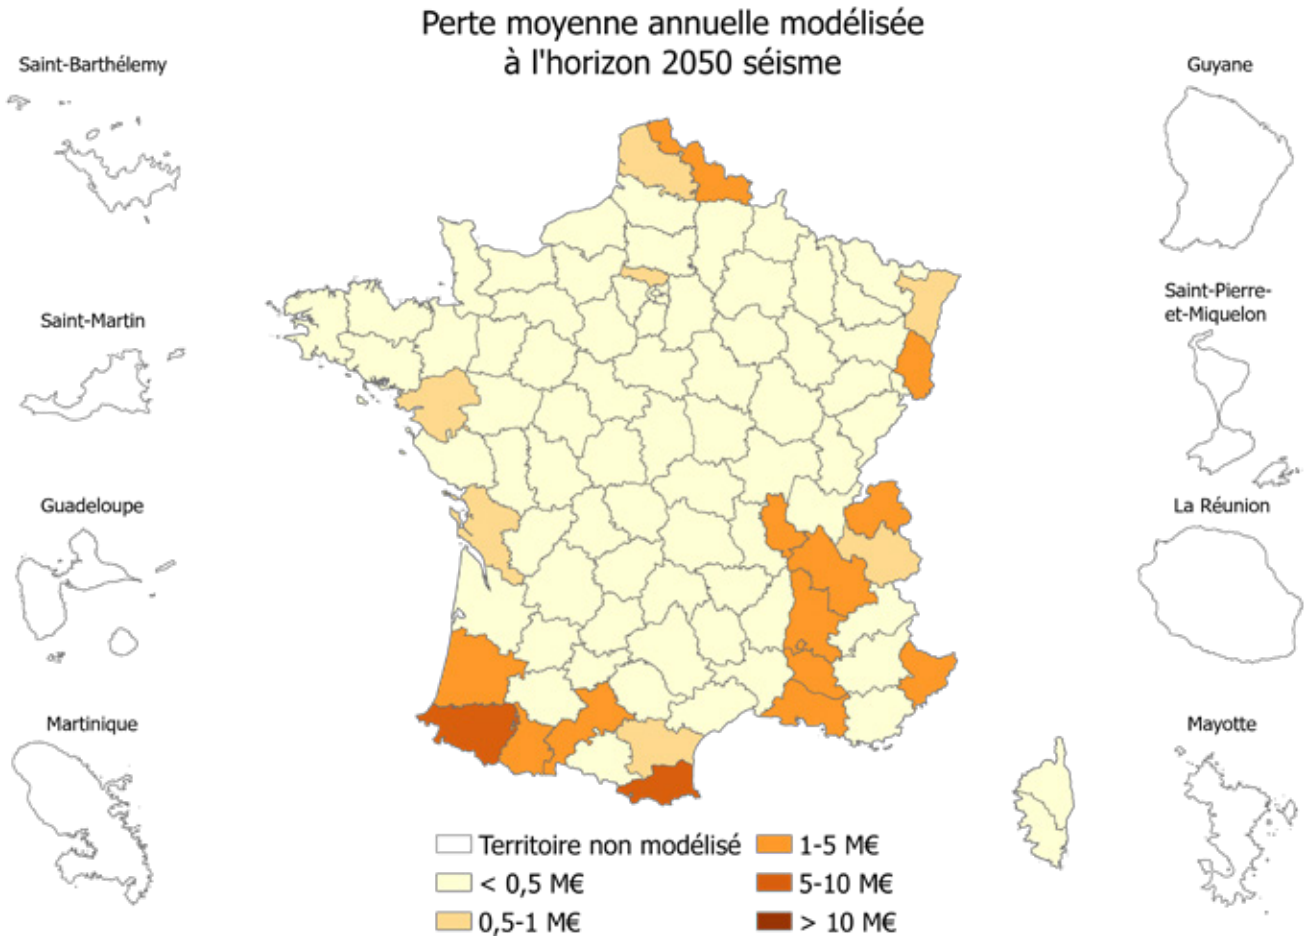 Perte moyenne annuelle modélisée
à l'horizon 2050 séisme
Saint-Barthélemy
Saint-Martin
Guadeloupe
Martinique
Guyane
Saint-Pierre-
et-Miquelon
La Réunion
Mayotte
Territoire non modélisé
< 0,5 M€
0,5-1 M€
1-5 M€
5-10 M€
> 10 M€